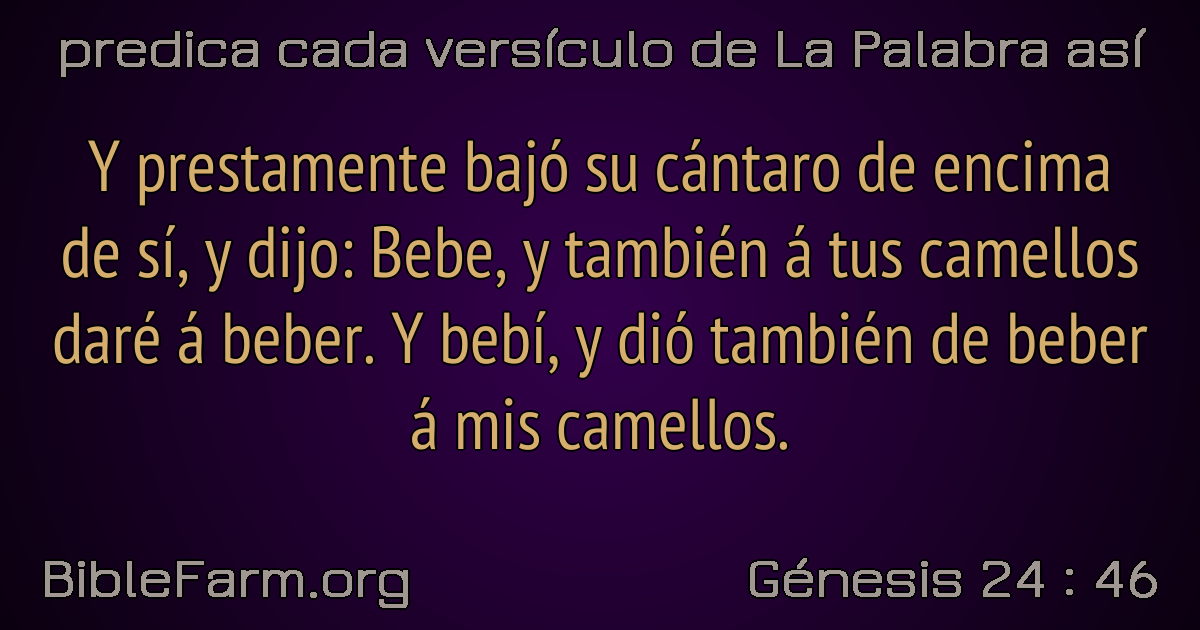 predica cada versículo de La Palabra así
Y prestamente bajó su cántaro de encima
de sí, y dijo: Bebe, y también á tus camellos
daré á beber. Y bebí, y dió también de beber
á mis camellos.
BibleFarm.org
Génesis 24 : 46